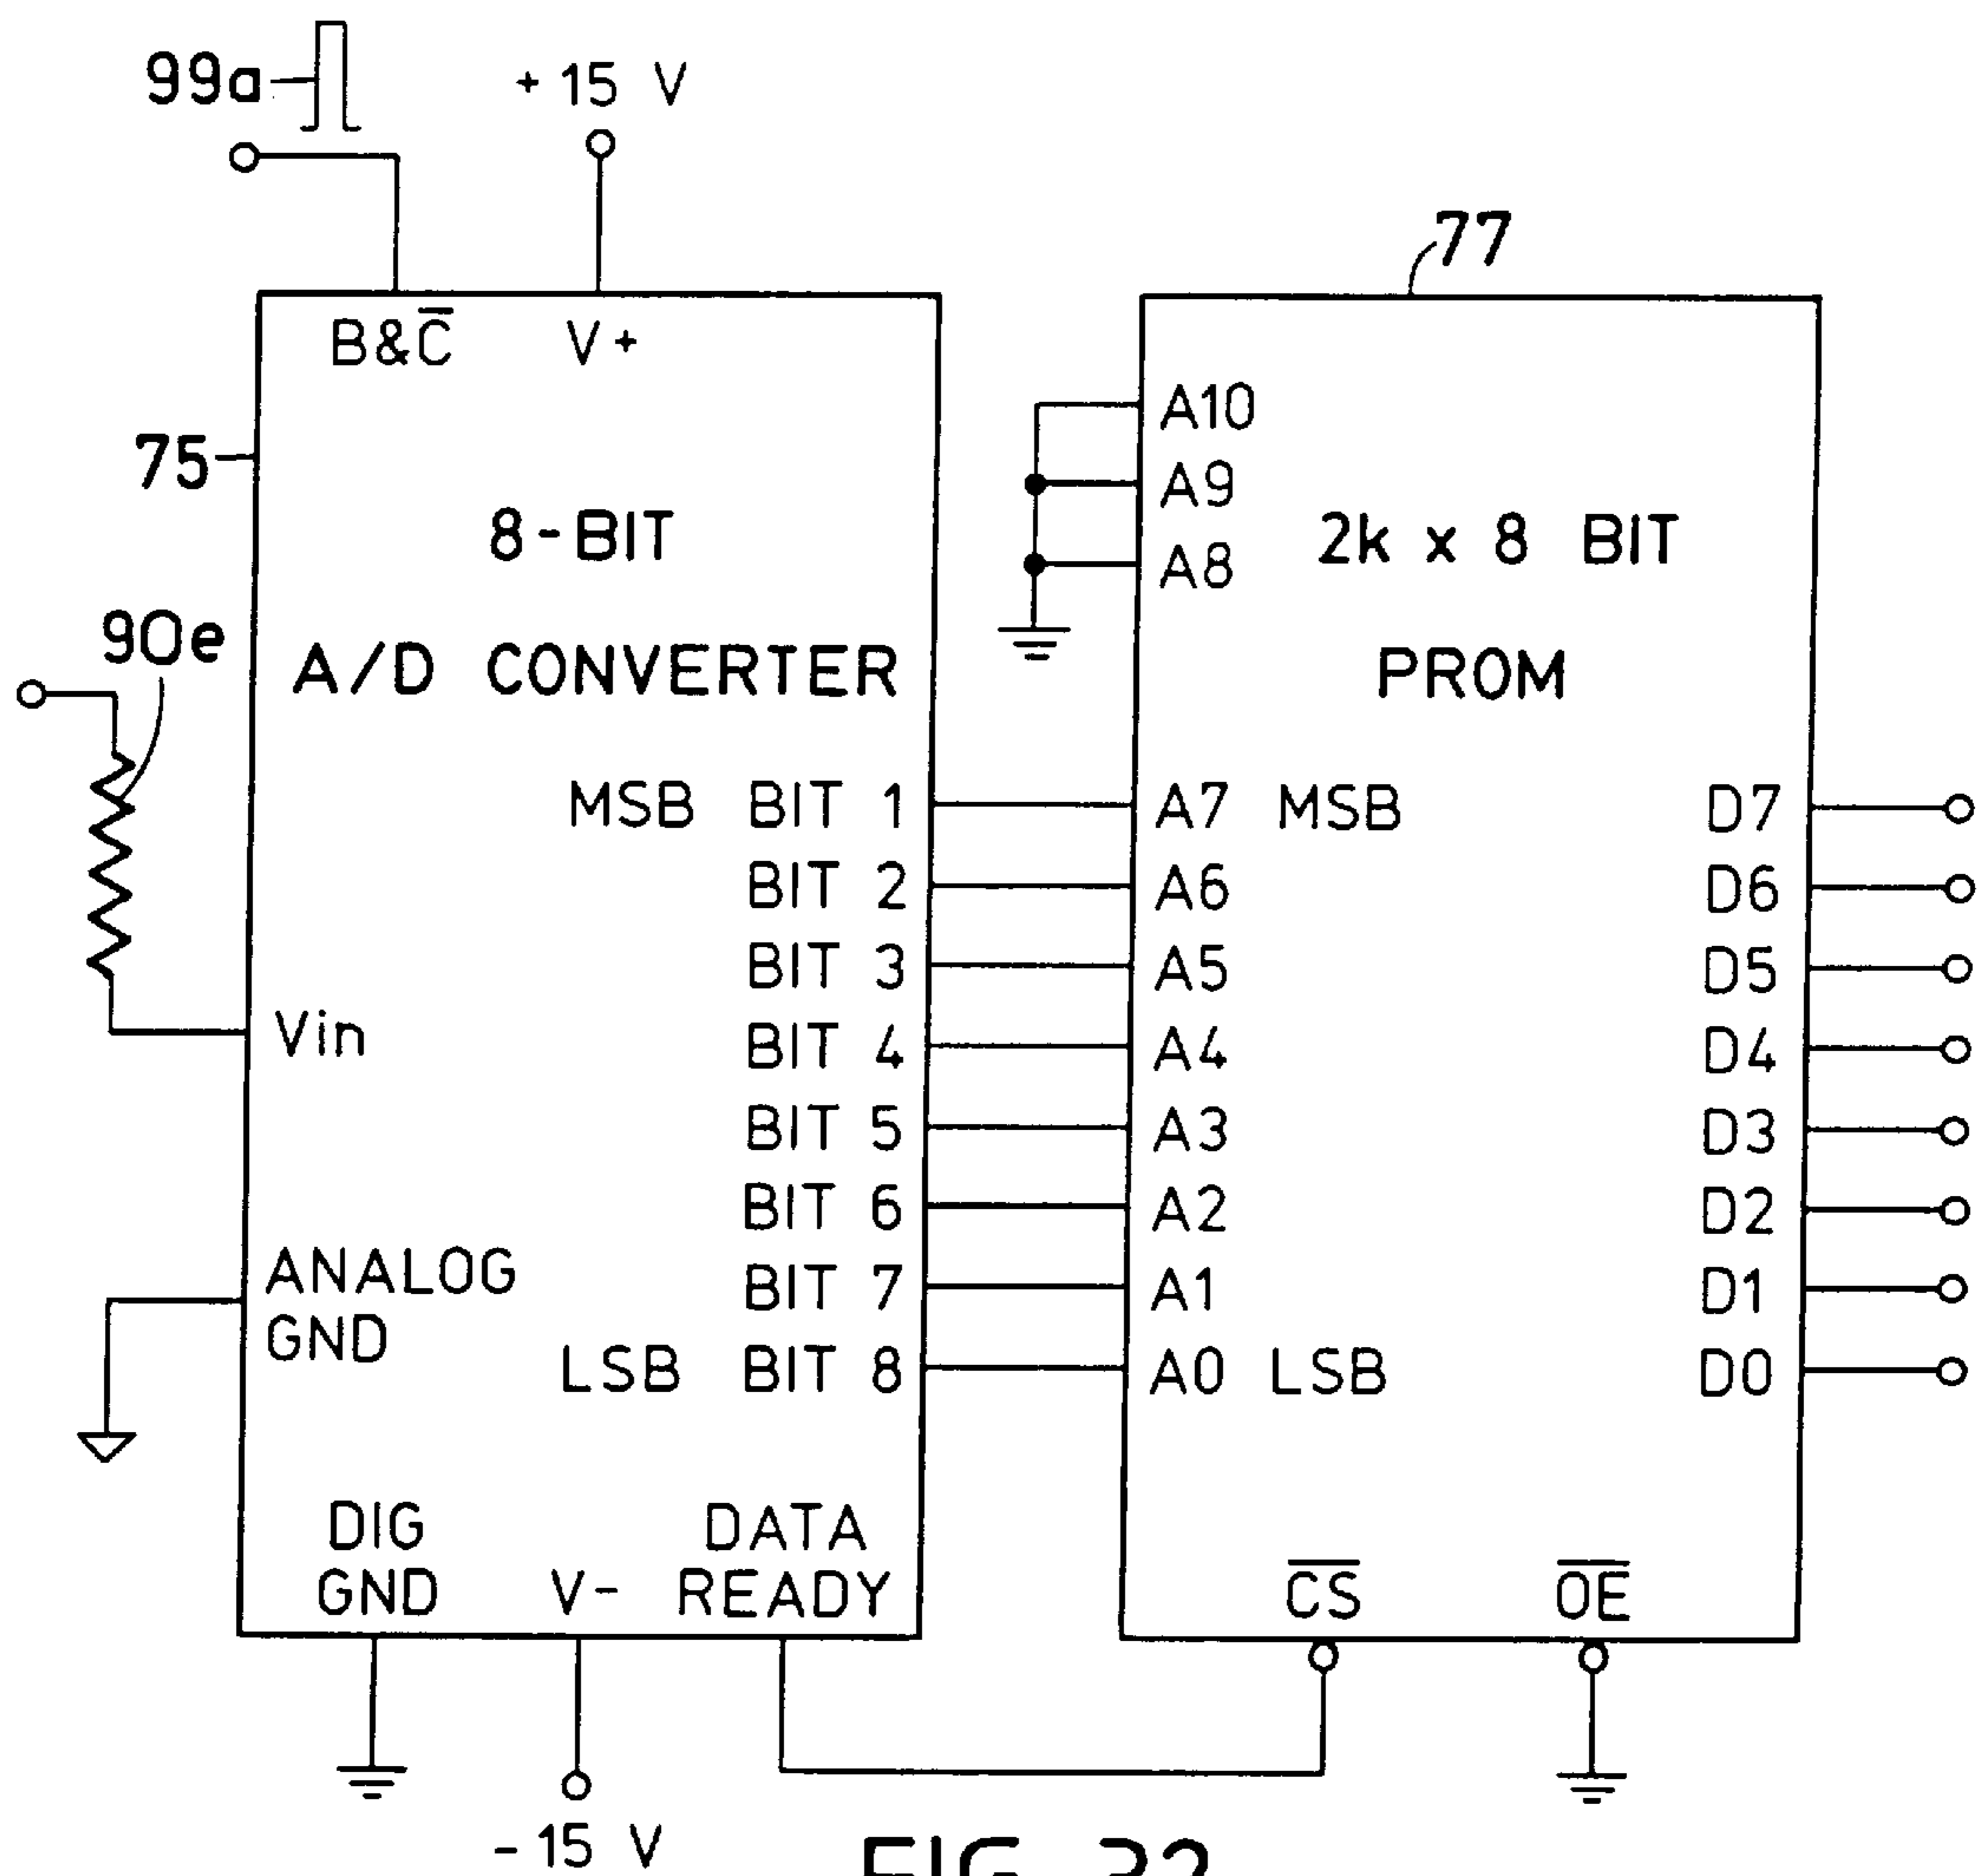 99a
+15 V
77
B&C̅
V+
A10
75
A9
8-BIT
2k x 8 BIT
A8
90e
A/D CONVERTER
PROM
MSB BIT 1
A7 MSB
D7
BIT 2
A6
D6
BIT 3
A5
D5
Vin
BIT 4
A4
D4
BIT 5
A3
D3
BIT 6
A2
D2
ANALOG
GND
BIT 7
A1
D1
LSB BIT 8
A0 LSB
D0
DIG
GND
V-
DATA
READY
C̅S̅
O̅E̅
-15 V